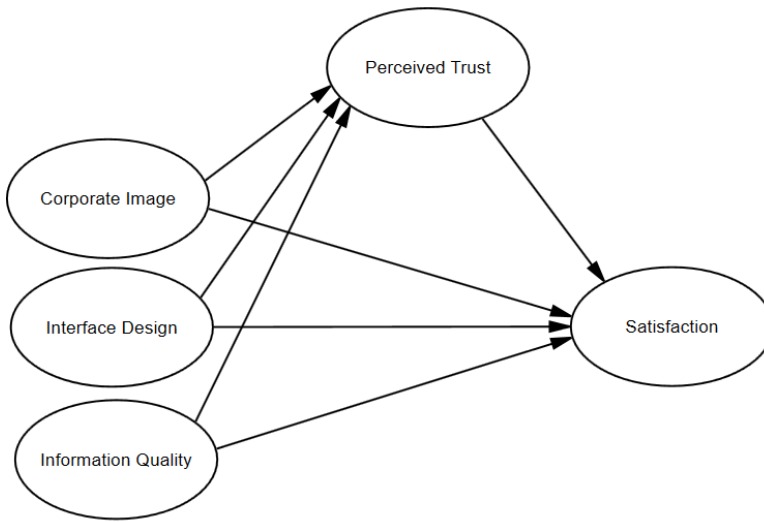 Perceived Trust
Corporate Image
Interface Design
Satisfaction
Information Quality